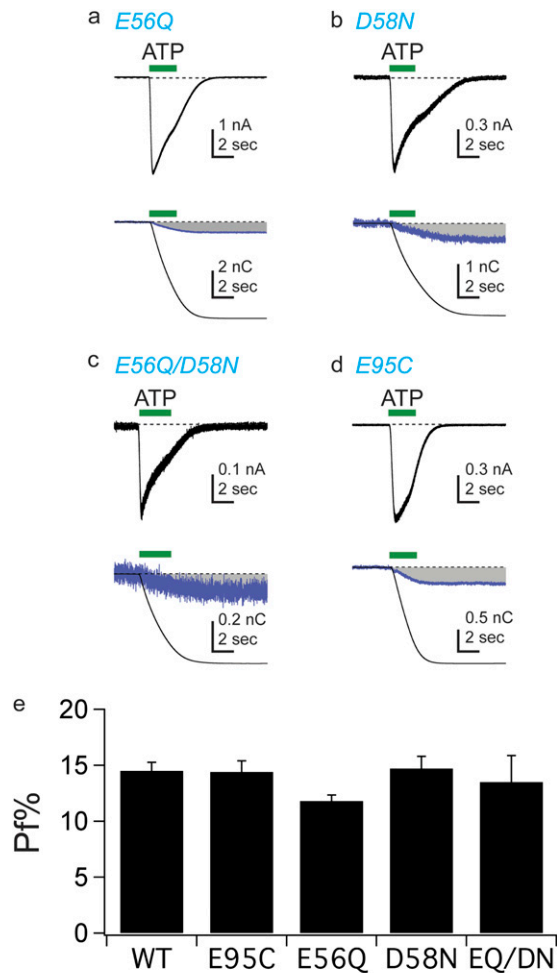 a E56Q
ATP
1 nA
2 sec
2 nC
2 sec
b D58N
ATP
0.3 nA
2 sec
1 nC
2 sec
c E56Q/D58N
ATP
0.1 nA
2 sec
0.2 nC
2 sec
d E95C
ATP
0.3 nA
2 sec
0.5 nC
2 sec
e
Pf%
20
15
10
5
0
WT E95C E56Q D58N EQ/DN